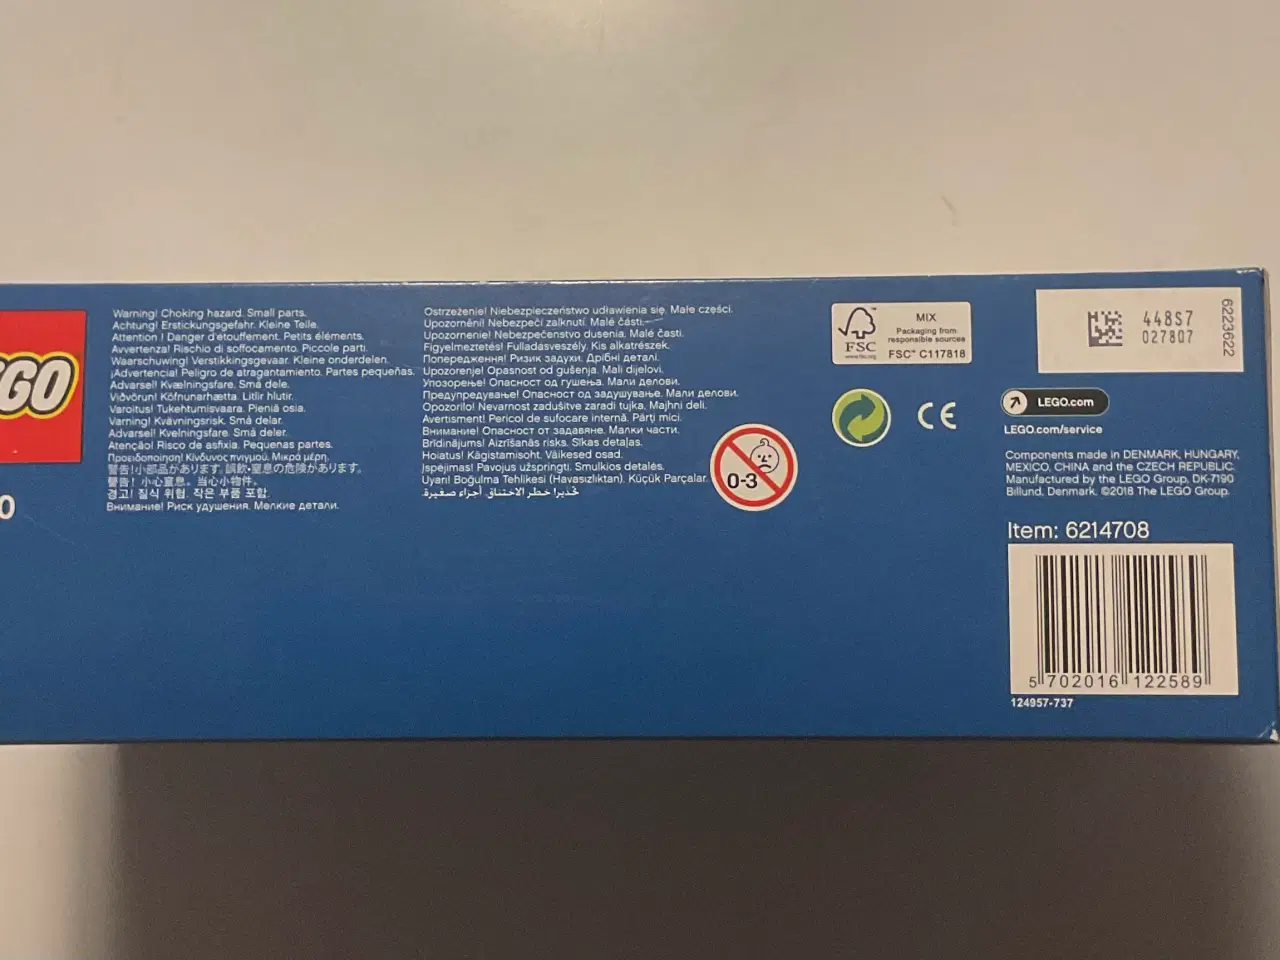 GO
0
Warning! Choking hazard. Small parts.
Achtung! Erstickungsgefahr. Kleine Teile.
Attention ! Danger d'étouffement. Petits éléments.
Avvertenza! Rischio di soffocamento. Piccole parti.
Waarschuwing! Verstikkingsgevaar. Kleine onderdelen.
¡Advertencia! Peligro de atragantamiento. Partes pequeñas.
Advarsel! Kvælningsfare. Små dele.
Viðvörun! Köfnunarhætta. Litlir hlutir.
Varoitus! Tukehtumisvaara. Pieniä osia.
Varning! Kvävningsrisk. Små delar.
Advarsel! Kvelningsfare. Små deler.
Atenção! Risco de asfixia. Pequenas partes.
Προειδοποίηση! Κίνδυνος πνιγμού. Μικρά μέρη.
警告!小部品があります。誤飲・窒息の危険があります。
警告! 小心窒息。当心小物件。
경고! 질식 위험. 작은 부품 포함.
Внимание! Риск удушения. Мелкие детали.
Ostrzeżenie! Niebezpieczeństwo udławienia się. Małe części.
Upozornění! Nebezpečí zalknutí. Malé části.
Upozornenie! Nebezpečenstvo dusenia. Malé časti.
Figyelmeztetés! Fulladásveszély. Kis alkatrészek.
Попередження! Ризик задухи. Дрібні деталі.
Upozorenje! Opasnost od gušenja. Mali dijelovi.
Упозорење! Опасност од гушења. Мали делови.
Предупреждување! Опасност од задушување. Мали делови.
Opozorilo! Nevarnost zadušitve zaradi tujka. Majhni deli.
Avertisment! Pericol de sufocare internă. Părți mici.
Внимание! Опасност от задавяне. Малки части.
Brīdinājums! Aizrīšanās risks. Sīkas detaļas.
Hoiatus! Kägistamisoht. Väikesed osad.
Įspėjimas! Pavojus užspringti. Smulkios detalės.
Uyarı! Boğulma Tehlikesi (Havasızlıktan). Küçük Parçalar.
تحذير! خطر الاختناق. أجزاء صغيرة.
0-3
FSC
www.fsc.org
MIX
Packaging from
responsible sources
FSC™ C117818
CE
448S7
027807
6223622
LEGO.com
LEGO.com/service
Components made in DENMARK, HUNGARY,
MEXICO, CHINA and the CZECH REPUBLIC.
Manufactured by the LEGO Group, DK-7190
Billund, Denmark. ©2018 The LEGO Group.
Item: 6214708
5 702016 122589
124957-737